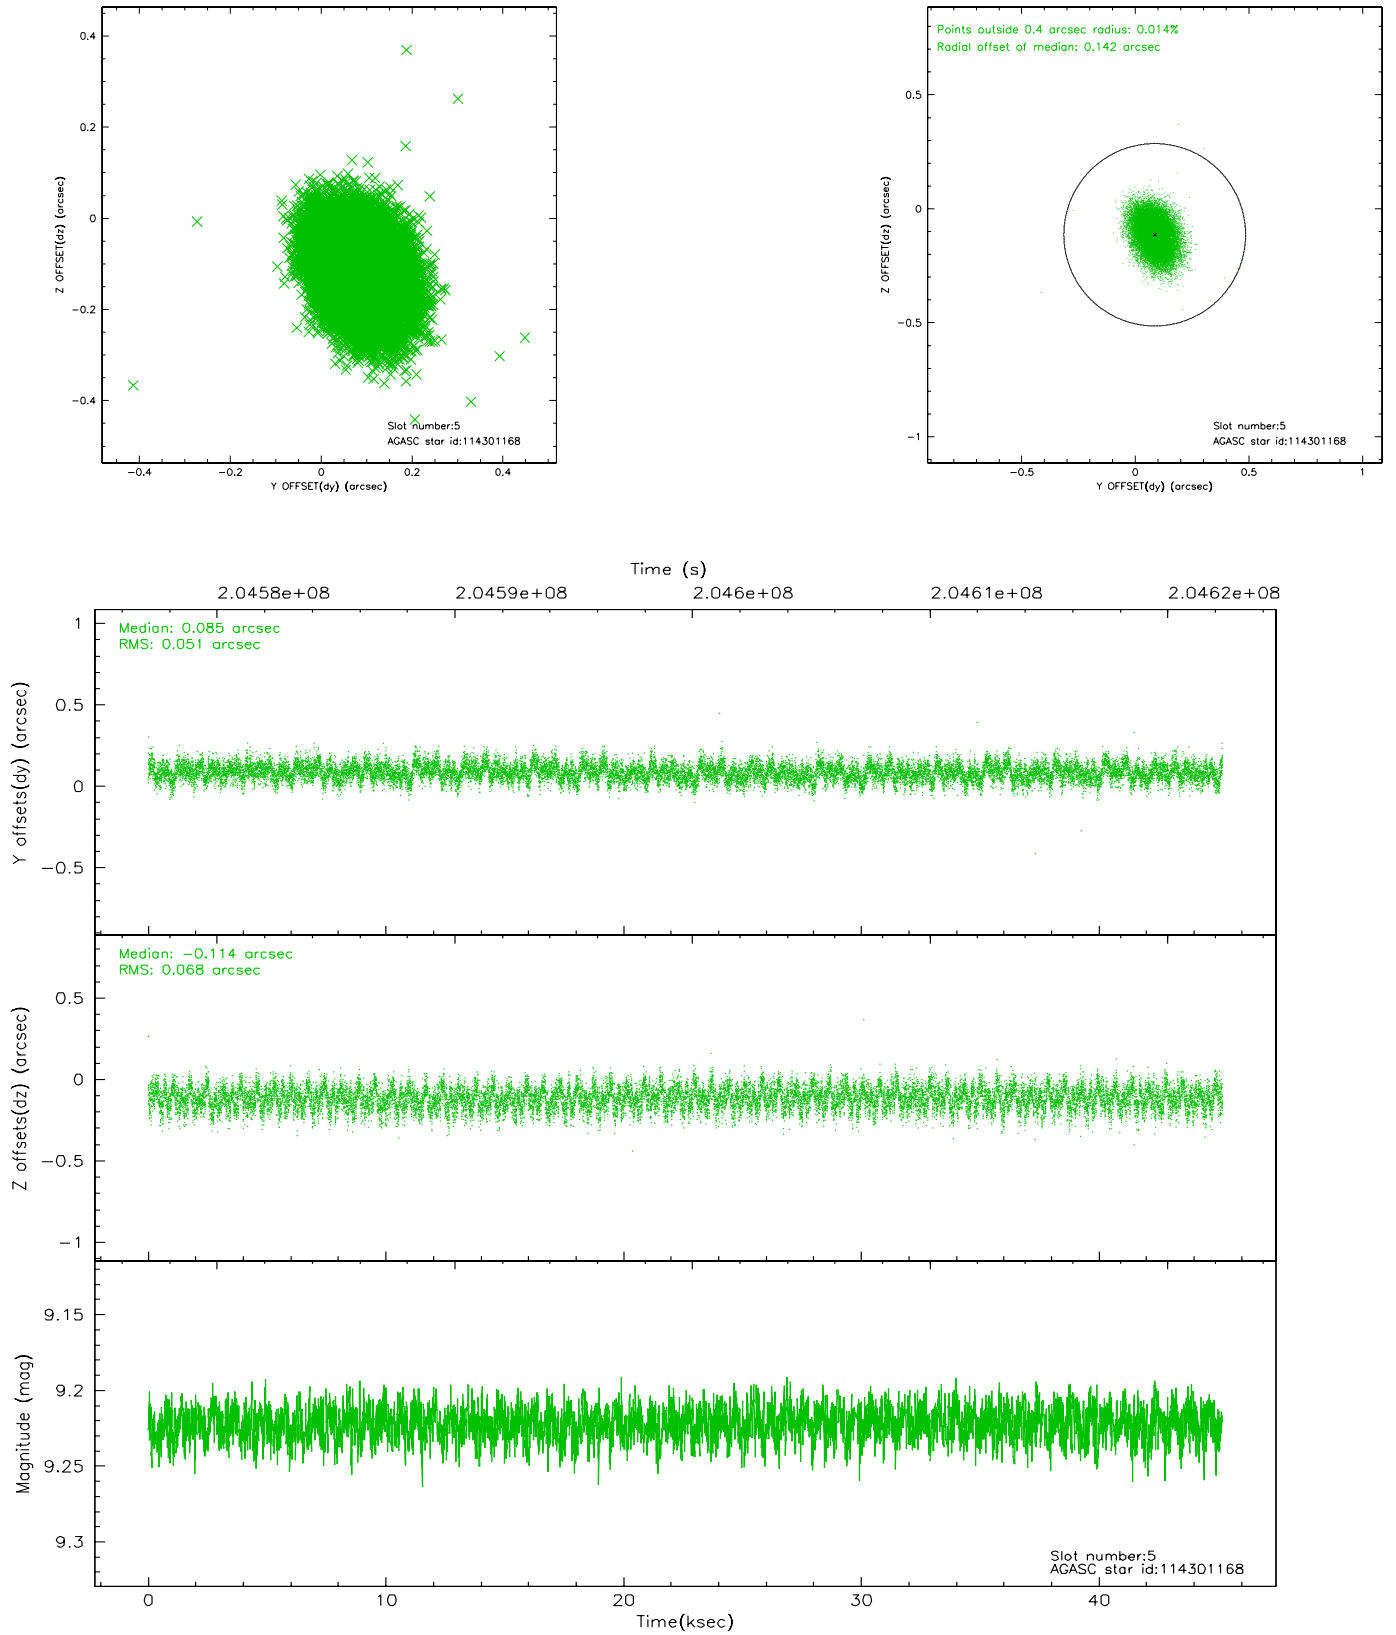 0.4
0.2
0
−0.2
−0.4
Z OFFSET(dz) (arcsec)
Slot number:5
AGASC star id:114301168
−0.4 −0.2 0 0.2 0.4
Y OFFSET(dy) (arcsec)
Points outside 0.4 arcsec radius: 0.014%
Radial offset of median: 0.142 arcsec
0.5
0
−0.5
−1
Z OFFSET(dz) (arcsec)
Slot number:5
AGASC star id:114301168
−0.5 0 0.5 1
Y OFFSET(dy) (arcsec)
Time (s)
2.0458e+08 2.0459e+08 2.046e+08 2.0461e+08 2.0462e+08
Median: 0.085 arcsec
RMS: 0.051 arcsec
1
0.5
0
−0.5
Y offsets(dy) (arcsec)
Median: −0.114 arcsec
RMS: 0.068 arcsec
0.5
0
−0.5
−1
Z offsets(dz) (arcsec)
9.15
9.2
9.25
9.3
Magnitude (mag)
Slot number:5
AGASC star id:114301168
0 10 20 30 40
Time(ksec)